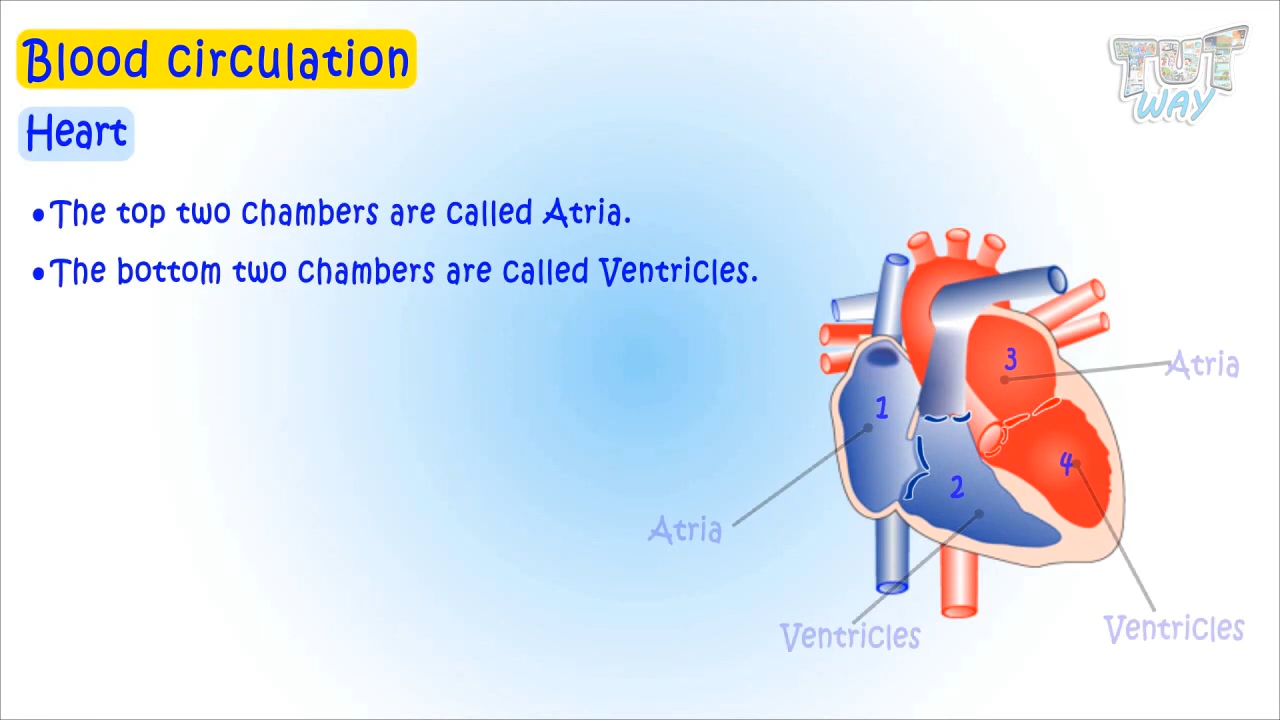 Blood circulation
TUT
WAY
Heart
•The top two chambers are called Atria.
•The bottom two chambers are called Ventricles.
3
Atria
1
4
2
Atria
Ventricles
Ventricles